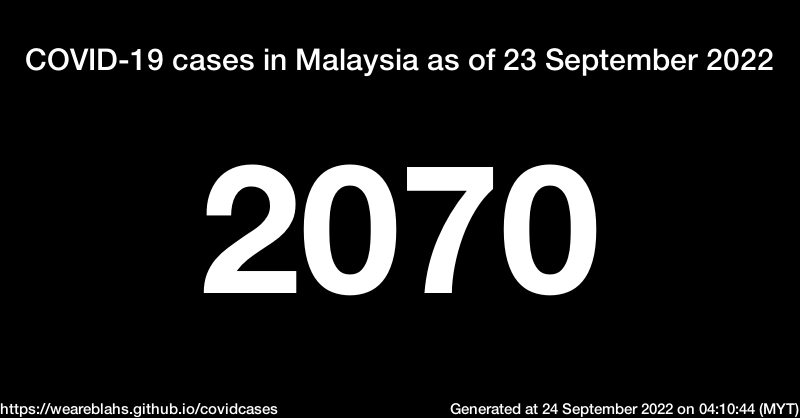 COVID-19 cases in Malaysia as of 23 September 2022
2070
https://weareblahs.github.io/covidcases
Generated at 24 September 2022 on 04:10:44 (MYT)